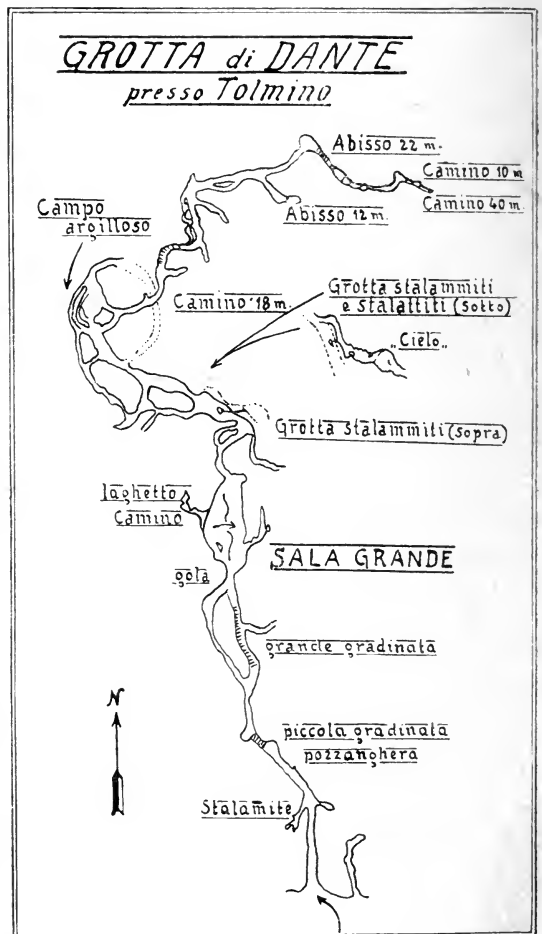 GROTTA di DANTE
presso Tolmino
Abisso 22 m.
Camino 10 m
Camino 40 m.
Abisso 12 m.
Campo
argilloso
Camino 18 m.
Grotta stalammiti
e stalattiti (Sotto)
„Cielo„
Grotta stalammiti (Sopra)
laghetto
Camino
SALA GRANDE
gola
grande gradinata
N
piccola gradinata
pozzanghera
Stalamite